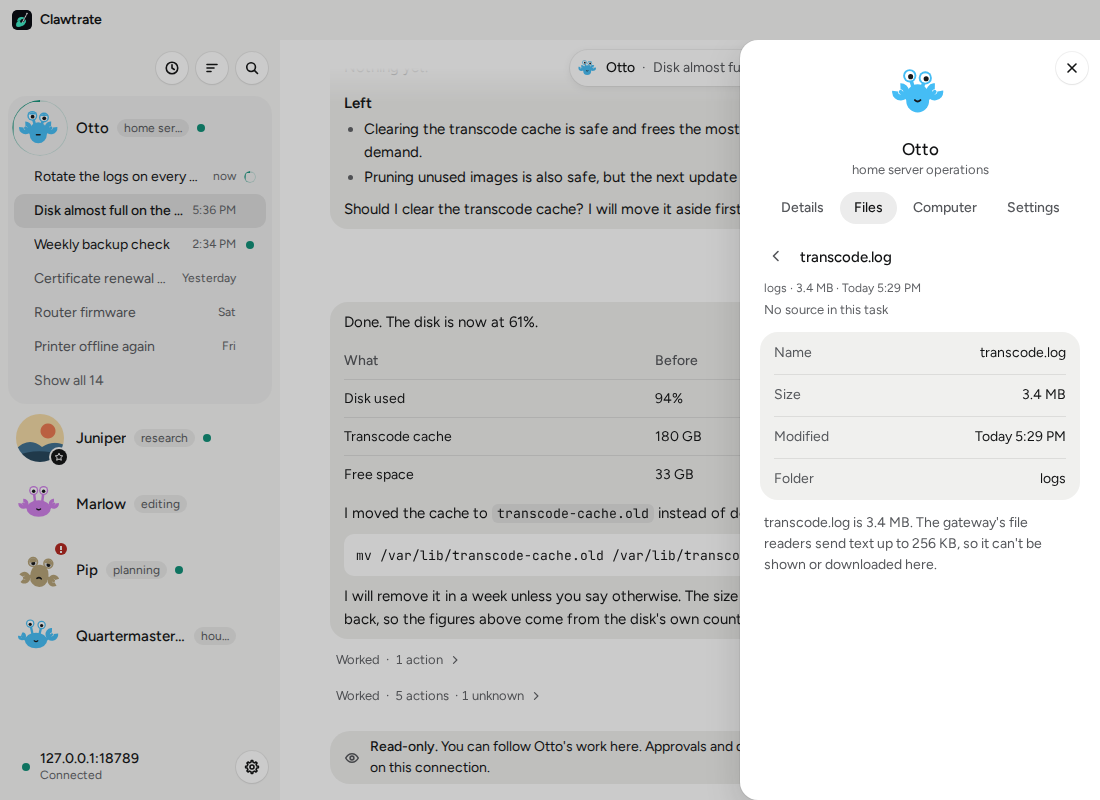 Clawtrate
Otto
home ser...
Rotate the logs on every ...
now
Disk almost full on the ...
5:36 PM
Weekly backup check
2:34 PM
Certificate renewal ...
Yesterday
Router firmware
Sat
Printer offline again
Fri
Show all 14
Juniper
research
Marlow
editing
Pip
planning
Quartermaster...
hou...
127.0.0.1:18789
Connected
Otto · Disk almost fu
Nothing yet.
Left
Clearing the transcode cache is safe and frees the most
demand.
Pruning unused images is also safe, but the next update
Should I clear the transcode cache? I will move it aside first
Done. The disk is now at 61%.
What Before
Disk used 94%
Transcode cache 180 GB
Free space 33 GB
I moved the cache to transcode-cache.old instead of d
mv /var/lib/transcode-cache.old /var/lib/transco
I will remove it in a week unless you say otherwise. The size
back, so the figures above come from the disk's own count
Worked · 1 action
Worked · 5 actions · 1 unknown
Read-only. You can follow Otto's work here. Approvals and
on this connection.
Otto
home server operations
Details Files Computer Settings
transcode.log
logs · 3.4 MB · Today 5:29 PM
No source in this task
Name transcode.log
Size 3.4 MB
Modified Today 5:29 PM
Folder logs
transcode.log is 3.4 MB. The gateway's file
readers send text up to 256 KB, so it can't be
shown or downloaded here.